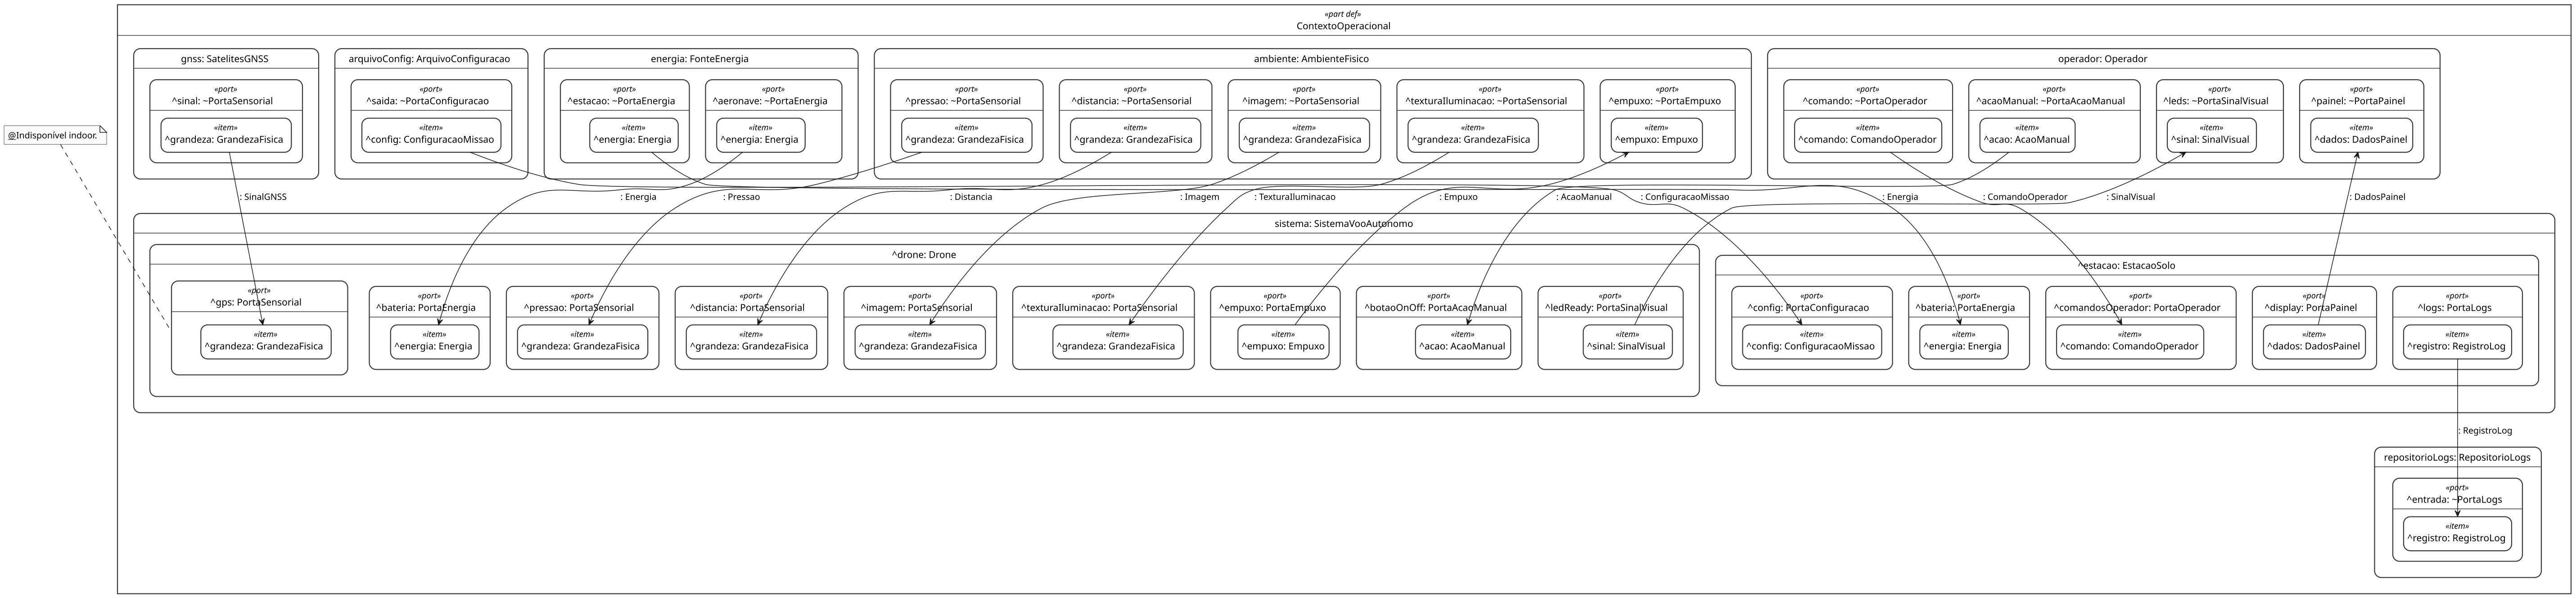 «part def»
ContextoOperacional
gnss: SatelitesGNSS
«part»
^sinal: ~PortaSensorial
«item»
^grandeza: GrandezaFisica
arquivoConfig: ArquivoConfiguracao
«part»
^saida: ~PortaConfiguracao
«item»
^config: ConfiguracaoMissao
energia: FonteEnergia
«port»
^estacao: ~PortaEnergia
«item»
^energia: Energia
«port»
^aeronave: ~PortaEnergia
«item»
^energia: Energia
ambiente: AmbienteFisico
«port»
^pressao: ~PortaSensorial
«item»
^grandeza: GrandezaFisica
«port»
^distancia: ~PortaSensorial
«item»
^grandeza: GrandezaFisica
«port»
^imagem: ~PortaSensorial
«item»
^grandeza: GrandezaFisica
«port»
^texturaIluminacao: ~PortaSensorial
«item»
^grandeza: GrandezaFisica
«port»
^empuxo: ~PortaEmpuxo
«item»
^empuxo: Empuxo
operador: Operador
«port»
^comando: ~PortaOperador
«item»
^comando: ComandoOperador
«port»
^acaoManual: ~PortaAcaoManual
«item»
^acao: AcaoManual
«port»
^leds: ~PortaSinalVisual
«item»
^sinal: SinalVisual
«port»
^painel: ~PortaPainel
«item»
^dados: DadosPainel
@Indisponível indoor.
: SinalGNSS
: Energia
: Pressao
: Distancia
: Imagem
: TexturaIluminacao
: Empuxo
: AcaoManual
: ConfiguracaoMissao
: Energia
: ComandoOperador
: SinalVisual
: DadosPainel
sistema: SistemaVooAutonomo
^drone: Drone
«port»
^gps: PortaSensorial
«item»
^grandeza: GrandezaFisica
«port»
^bateria: PortaEnergia
«item»
^energia: Energia
«port»
^pressao: PortaSensorial
«item»
^grandeza: GrandezaFisica
«port»
^distancia: PortaSensorial
«item»
^grandeza: GrandezaFisica
«port»
^imagem: PortaSensorial
«item»
^grandeza: GrandezaFisica
«port»
^texturaIluminacao: PortaSensorial
«item»
^grandeza: GrandezaFisica
«port»
^empuxo: PortaEmpuxo
«item»
^empuxo: Empuxo
«port»
^botaoOnOff: PortaAcaoManual
«item»
^acao: AcaoManual
«port»
^ledReady: PortaSinalVisual
«item»
^sinal: SinalVisual
^estacao: EstacaoSolo
«port»
^config: PortaConfiguracao
«item»
^config: ConfiguracaoMissao
«port»
^bateria: PortaEnergia
«item»
^energia: Energia
«port»
^comandosOperador: PortaOperador
«item»
^comando: ComandoOperador
«port»
^display: PortaPainel
«item»
^dados: DadosPainel
«port»
^logs: PortaLogs
«item»
^registro: RegistroLog
: RegistroLog
repositorioLogs: RepositorioLogs
«port»
^entrada: ~PortaLogs
«item»
^registro: RegistroLog